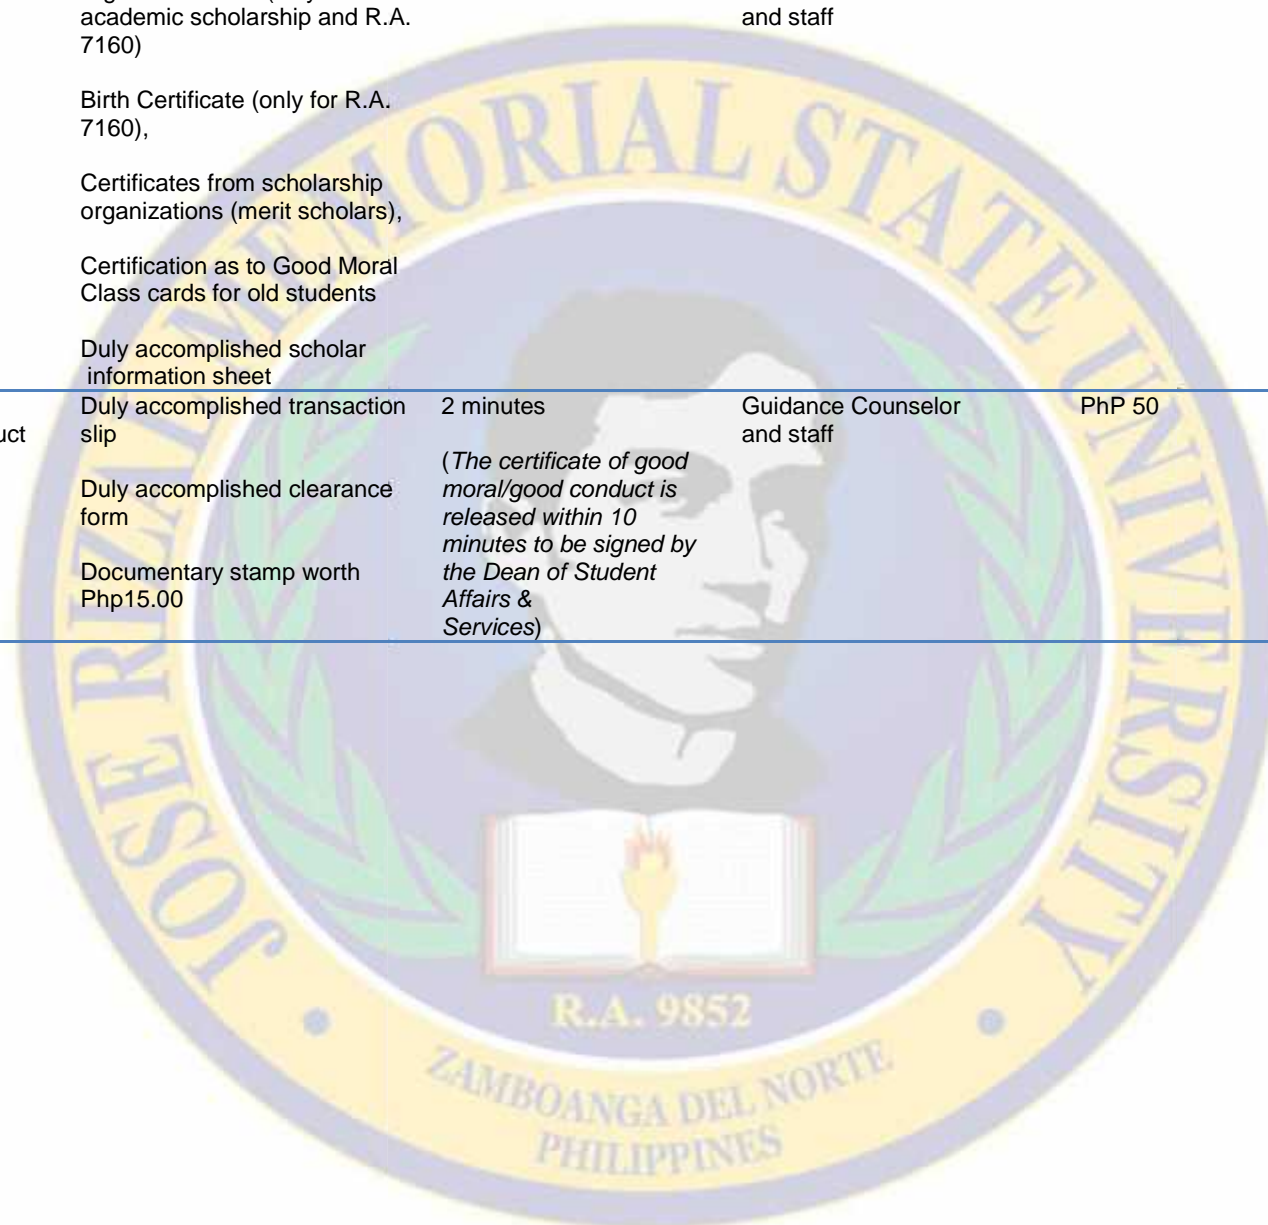 academic scholarship and R.A.
7160)
and staff
Birth Certificate (only for R.A.
7160),
Certificates from scholarship
organizations (merit scholars),
Certification as to Good Moral
Class cards for old students
Duly accomplished scholar
information sheet
Duly accomplished transaction
slip
Duly accomplished clearance
form
Documentary stamp worth
Php15.00
2 minutes
(The certificate of good
moral/good conduct is
released within 10
minutes to be signed by
the Dean of Student
Affairs &
Services)
Guidance Counselor
and staff
PhP 50
JOSE RIZAL MEMORIAL STATE UNIVERSITY
R.A. 9852
ZAMBOANGA DEL NORTE
PHILIPPINES